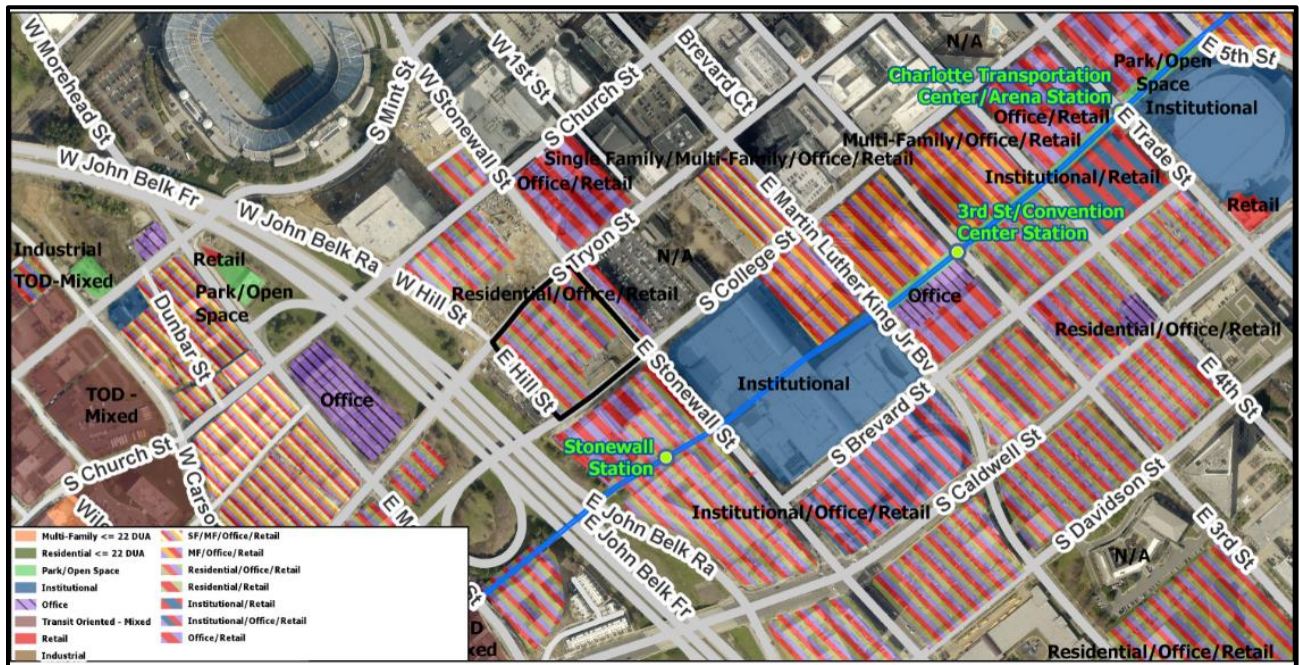 W Morehead St
W John Belk Fr
W John Belk Ra
W Hill St
S Mint St
W Stonewall St
W 1st St
S Church St
Brevard Ct
N/A
E 5th St
Park/Open
Space
Institutional
Charlotte Transportation
Center/Arena Station
Office/Retail
E Trade St
Multi-Family/Office/Retail
Single Family/Multi-Family/Office/Retail
Office/Retail
Institutional/Retail
Retail
E Martin Luther King Jr Bv
3rd St/Convention
Center Station
S Tryon St
N/A
S College St
Industrial
TOD-Mixed
Retail
Park/Open
Space
Residential/Office/Retail
Office
Residential/Office/Retail
Dunbar St
E Hill St
E Stonewall St
E 4th St
TOD -
Mixed
Office
Institutional
S Brevard St
Stonewall
Station
S Church St
W Carso
S Caldwell St
S Davidson St
E 3rd St
Institutional/Office/Retail
E John Belk Ra
E John Belk Fr
N/A
Residential/Office/Retail
Multi-Family <= 22 DUA
Residential <= 22 DUA
Park/Open Space
Institutional
Office
Transit Oriented - Mixed
Retail
Industrial
SF/MF/Office/Retail
MF/Office/Retail
Residential/Office/Retail
Residential/Retail
Institutional/Retail
Institutional/Office/Retail
Office/Retail